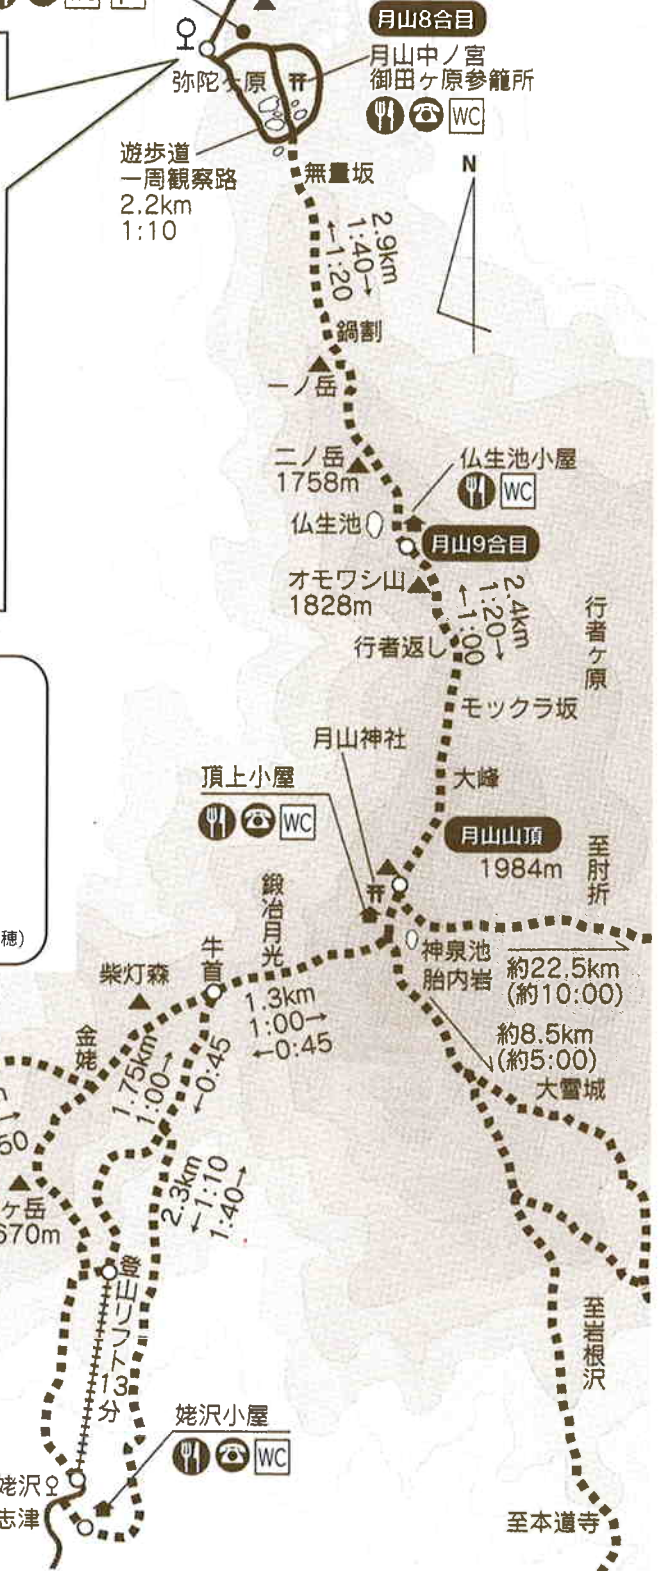 月山8合目
月山中ノ宮
御田ヶ原参籠所
WC
弥陀ヶ原
遊歩道
一周観察路
2.2km
1:10
無量坂
N
2.9km
1:40→
←1:20
鍋割
一ノ岳
二ノ岳
1758m
仏生池小屋
WC
仏生池
月山9合目
オモワシ山
1828m
2.4km
1:20→
←1:00
行者ヶ原
行者返し
モックラ坂
月山神社
大峰
頂上小屋
WC
月山山頂
1984m
至肘折
鍛冶月光
穂)
牛首
神泉池
胎内岩
約22.5km
(約10:00)
柴灯森
1.3km
1:00→
←0:45
約8.5km
(約5:00)
金姥
1.75km
1:00→
←0:45
大雪城
50
2.3km
←1:10
1:40→
ヶ岳
670m
登山リフト13分
至岩根沢
姥沢小屋
WC
姥沢
志津
至本道寺